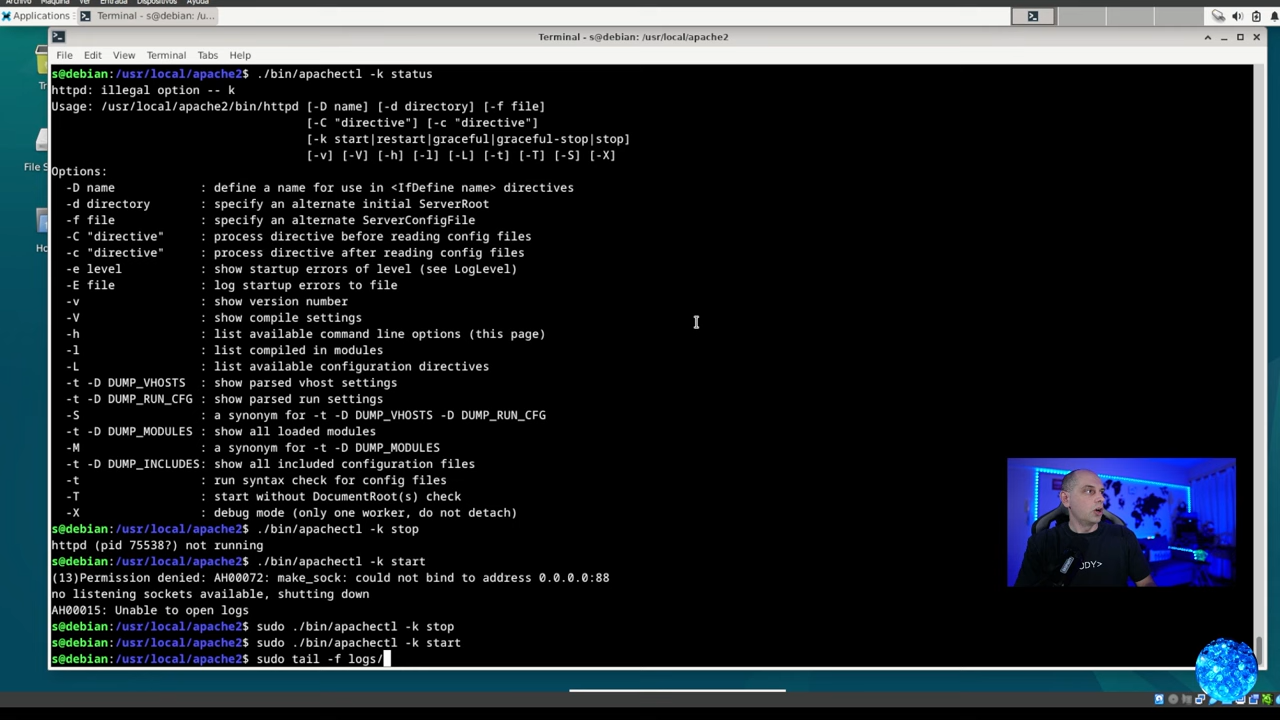 Archivo Máquina Ver Entrada Dispositivos Ayuda
Applications
Terminal - s@debian: /u...
Terminal - s@debian: /usr/local/apache2
File Edit View Terminal Tabs Help
s@debian:/usr/local/apache2$ ./bin/apachectl -k status
httpd: illegal option -- k
Usage: /usr/local/apache2/bin/httpd [-D name] [-d directory] [-f file]
[-C "directive"] [-c "directive"]
[-k start|restart|graceful|graceful-stop|stop]
[-v] [-V] [-h] [-l] [-L] [-t] [-T] [-S] [-X]
Options:
-D name : define a name for use in <IfDefine name> directives
-d directory : specify an alternate initial ServerRoot
-f file : specify an alternate ServerConfigFile
-C "directive" : process directive before reading config files
-c "directive" : process directive after reading config files
-e level : show startup errors of level (see LogLevel)
-E file : log startup errors to file
-v : show version number
-V : show compile settings
-h : list available command line options (this page)
-l : list compiled in modules
-L : list available configuration directives
-t -D DUMP_VHOSTS : show parsed vhost settings
-t -D DUMP_RUN_CFG : show parsed run settings
-S : a synonym for -t -D DUMP_VHOSTS -D DUMP_RUN_CFG
-t -D DUMP_MODULES : show all loaded modules
-M : a synonym for -t -D DUMP_MODULES
-t -D DUMP_INCLUDES: show all included configuration files
-t : run syntax check for config files
-T : start without DocumentRoot(s) check
-X : debug mode (only one worker, do not detach)
s@debian:/usr/local/apache2$ ./bin/apachectl -k stop
httpd (pid 75538?) not running
s@debian:/usr/local/apache2$ ./bin/apachectl -k start
(13)Permission denied: AH00072: make_sock: could not bind to address 0.0.0.0:88
no listening sockets available, shutting down
AH00015: Unable to open logs
s@debian:/usr/local/apache2$ sudo ./bin/apachectl -k stop
s@debian:/usr/local/apache2$ sudo ./bin/apachectl -k start
s@debian:/usr/local/apache2$ sudo tail -f logs/
Tr
File S
Ho
JDY>